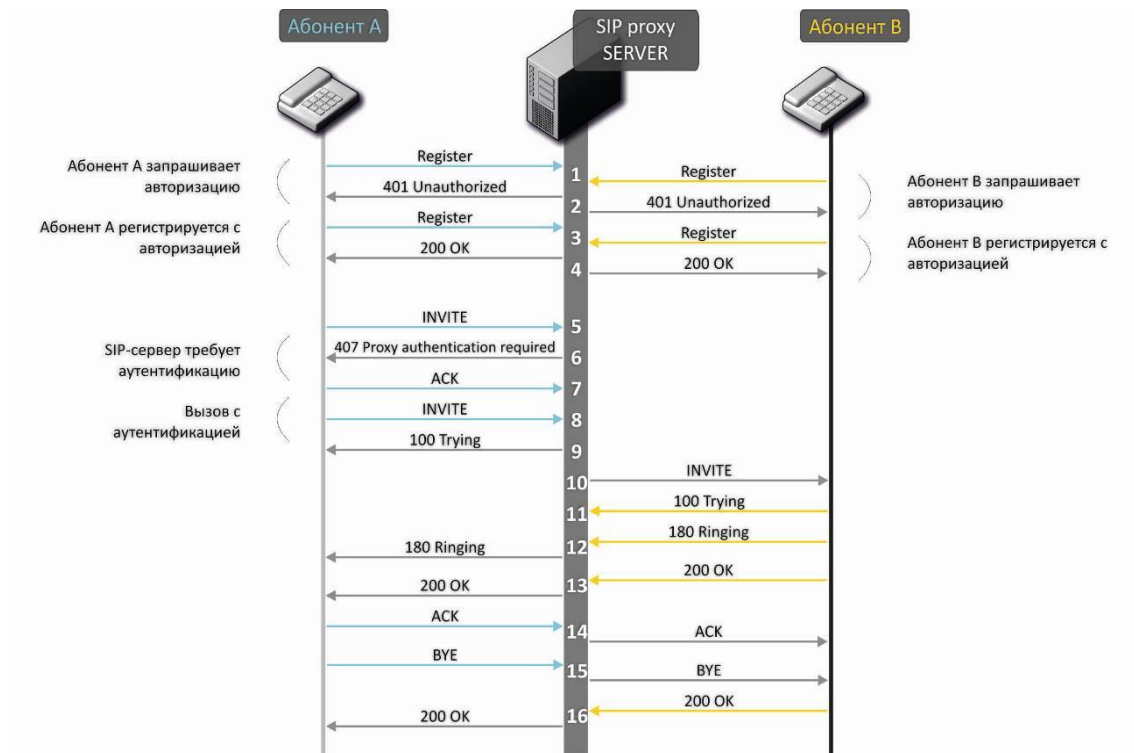 Абонент A
SIP proxy
SERVER
Абонент B
Абонент A запрашивает
авторизацию
Register
1
Register
Абонент B запрашивает
авторизацию
401 Unauthorized
2
401 Unauthorized
Абонент A регистрируется с
авторизацией
Register
3
Register
Абонент B регистрируется с
авторизацией
200 OK
4
200 OK
INVITE
5
SIP-сервер требует
аутентификацию
407 Proxy authentication required
6
ACK
7
Вызов с
аутентификацией
INVITE
8
100 Trying
9
INVITE
10
100 Trying
11
180 Ringing
12
180 Ringing
200 OK
13
200 OK
ACK
14
ACK
BYE
15
BYE
200 OK
16
200 OK